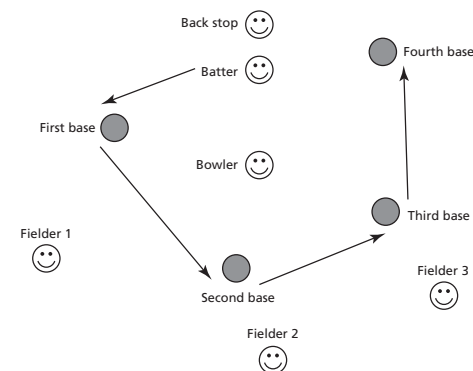 Back stop
Fourth base
Batter
First base
Bowler
Third base
Fielder 1
Fielder 3
Second base
Fielder 2